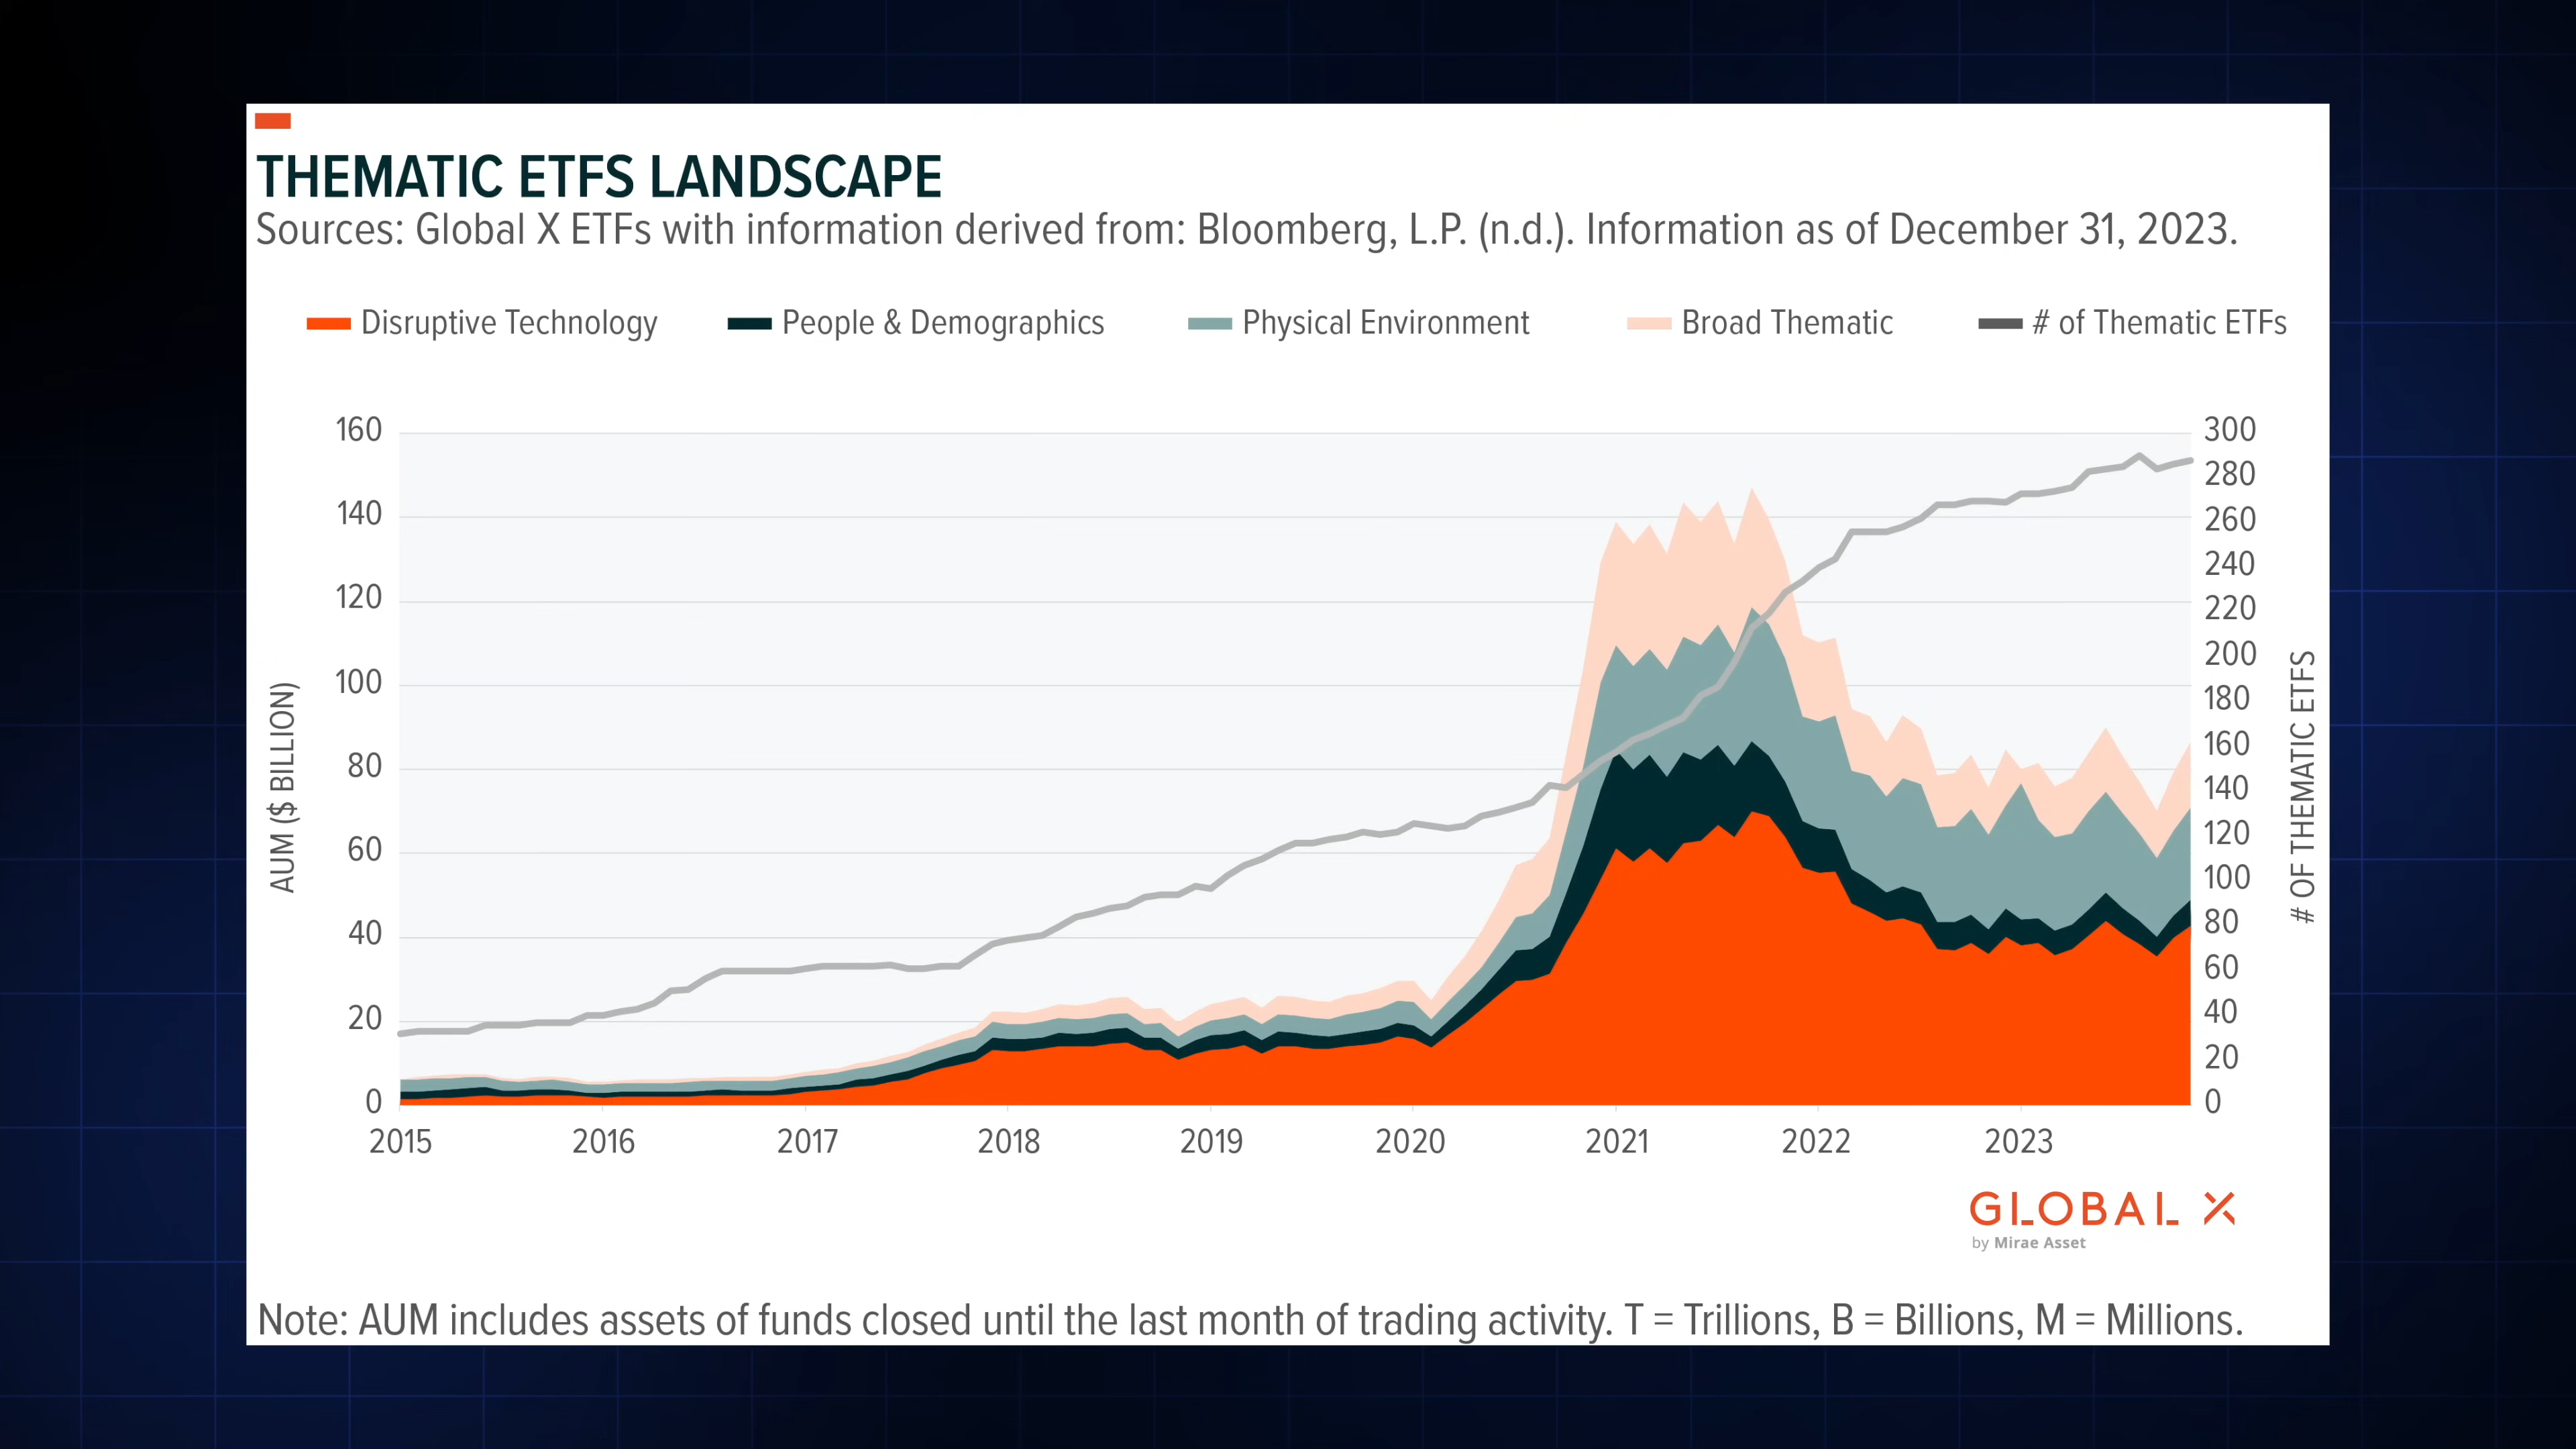 THEMATIC ETFS LANDSCAPE
Sources: Global X ETFs with information derived from: Bloomberg, L.P. (n.d.). Information as of December 31, 2023.
Disruptive Technology
People & Demographics
Physical Environment
Broad Thematic
# of Thematic ETFs
AUM ($ BILLION)
160
140
120
100
80
60
40
20
0
300
280
260
240
220
200
180
160
140
120
100
80
60
40
20
0
# OF THEMATIC ETFS
2015
2016
2017
2018
2019
2020
2021
2022
2023
GLOBAL X
by Mirae Asset
Note: AUM includes assets of funds closed until the last month of trading activity. T = Trillions, B = Billions, M = Millions.